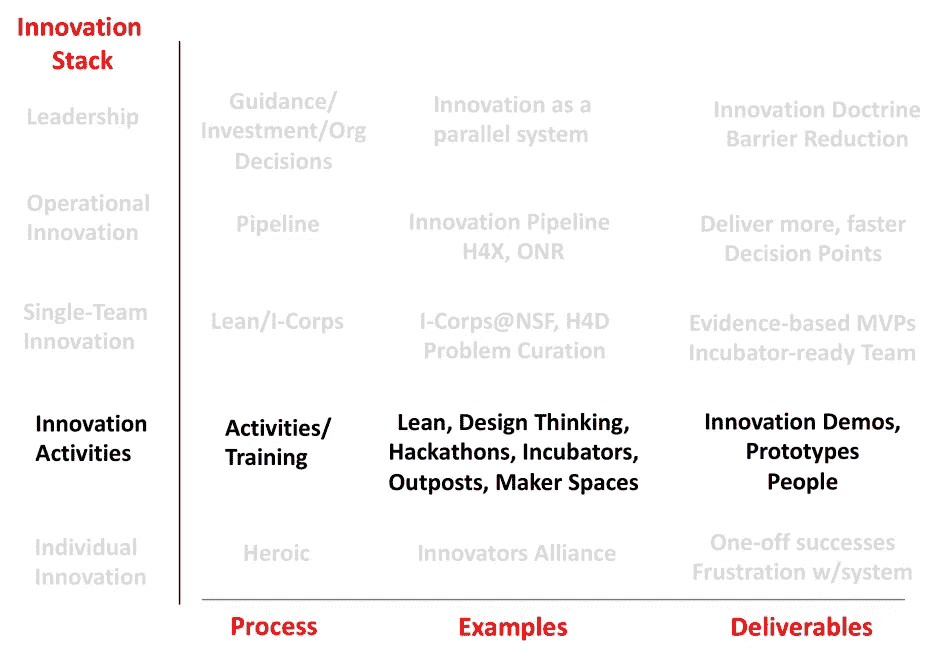 Innovation
Stack
Leadership
Guidance/
Investment/Org
Decisions
Innovation as a
parallel system
Innovation Doctrine
Barrier Reduction
Operational
Innovation
Pipeline
Innovation Pipeline
H4X, ONR
Deliver more, faster
Decision Points
Single-Team
Innovation
Lean/I-Corps
I-Corps@NSF, H4D
Problem Curation
Evidence-based MVPs
Incubator-ready Team
Innovation
Activities
Activities/
Training
Lean, Design Thinking,
Hackathons, Incubators,
Outposts, Maker Spaces
Innovation Demos,
Prototypes
People
Individual
Innovation
Heroic
Innovators Alliance
One-off successes
Frustration w/system
Process
Examples
Deliverables